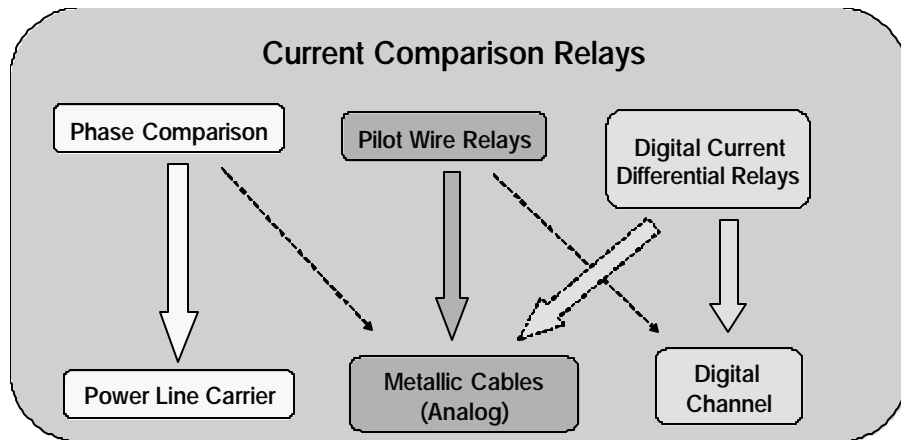 Current Comparison Relays
Phase Comparison
Pilot Wire Relays
Digital Current
Differential Relays
Power Line Carrier
Metallic Cables
(Analog)
Digital
Channel